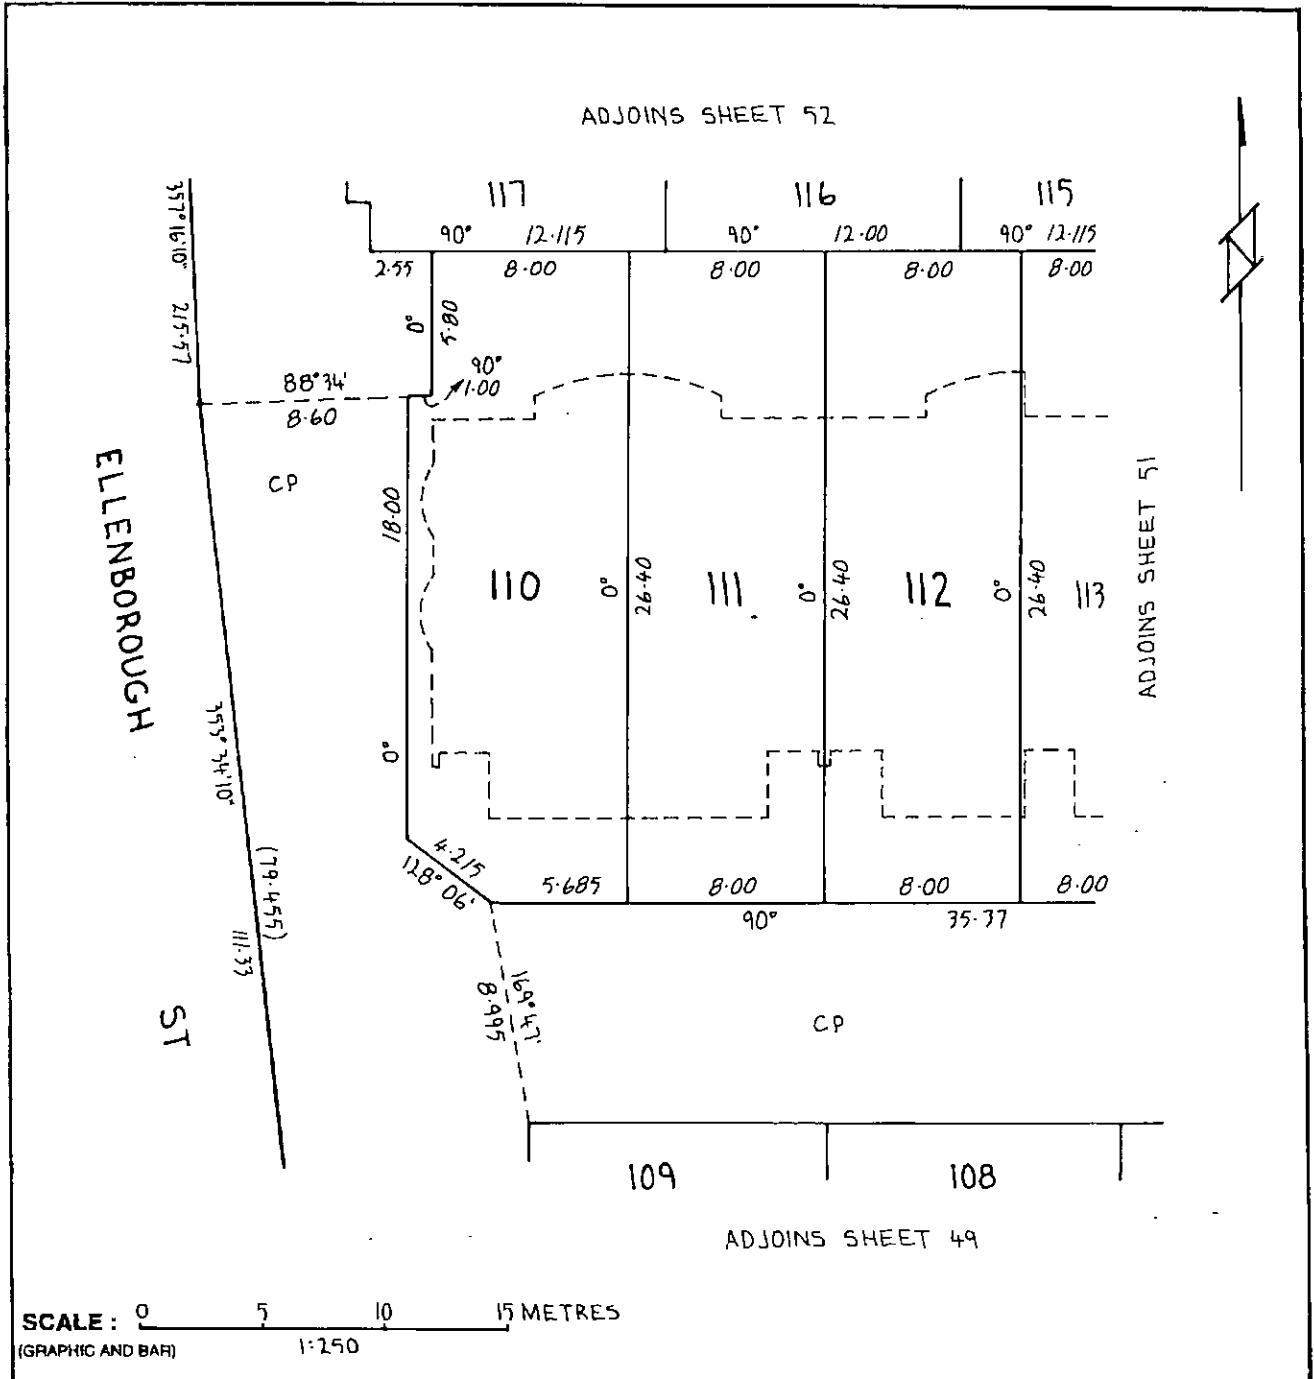 ADJOINS SHEET 52
117 116 115
90° 12·115 90° 12·00 90° 12·115
2·55 8·00 8·00 8·00 8·00
357°16'10" 215·57
0° 5·80
90°
1·00
88°34'
8·60
CP
ELLENBOROUGH
ST
18·00
0°
110 111 112 113
0° 26·40
0° 26·40
0° 26·40
ADJOINS SHEET 51
353°34'10"
(79·455)
111·33
4·215
128°06'
5·685 8·00 8·00 8·00
90° 35·37
169°47'
8·995
CP
109 108
ADJOINS SHEET 49
SCALE : 0 5 10 15 METRES
(GRAPHIC AND BAR) 1:250